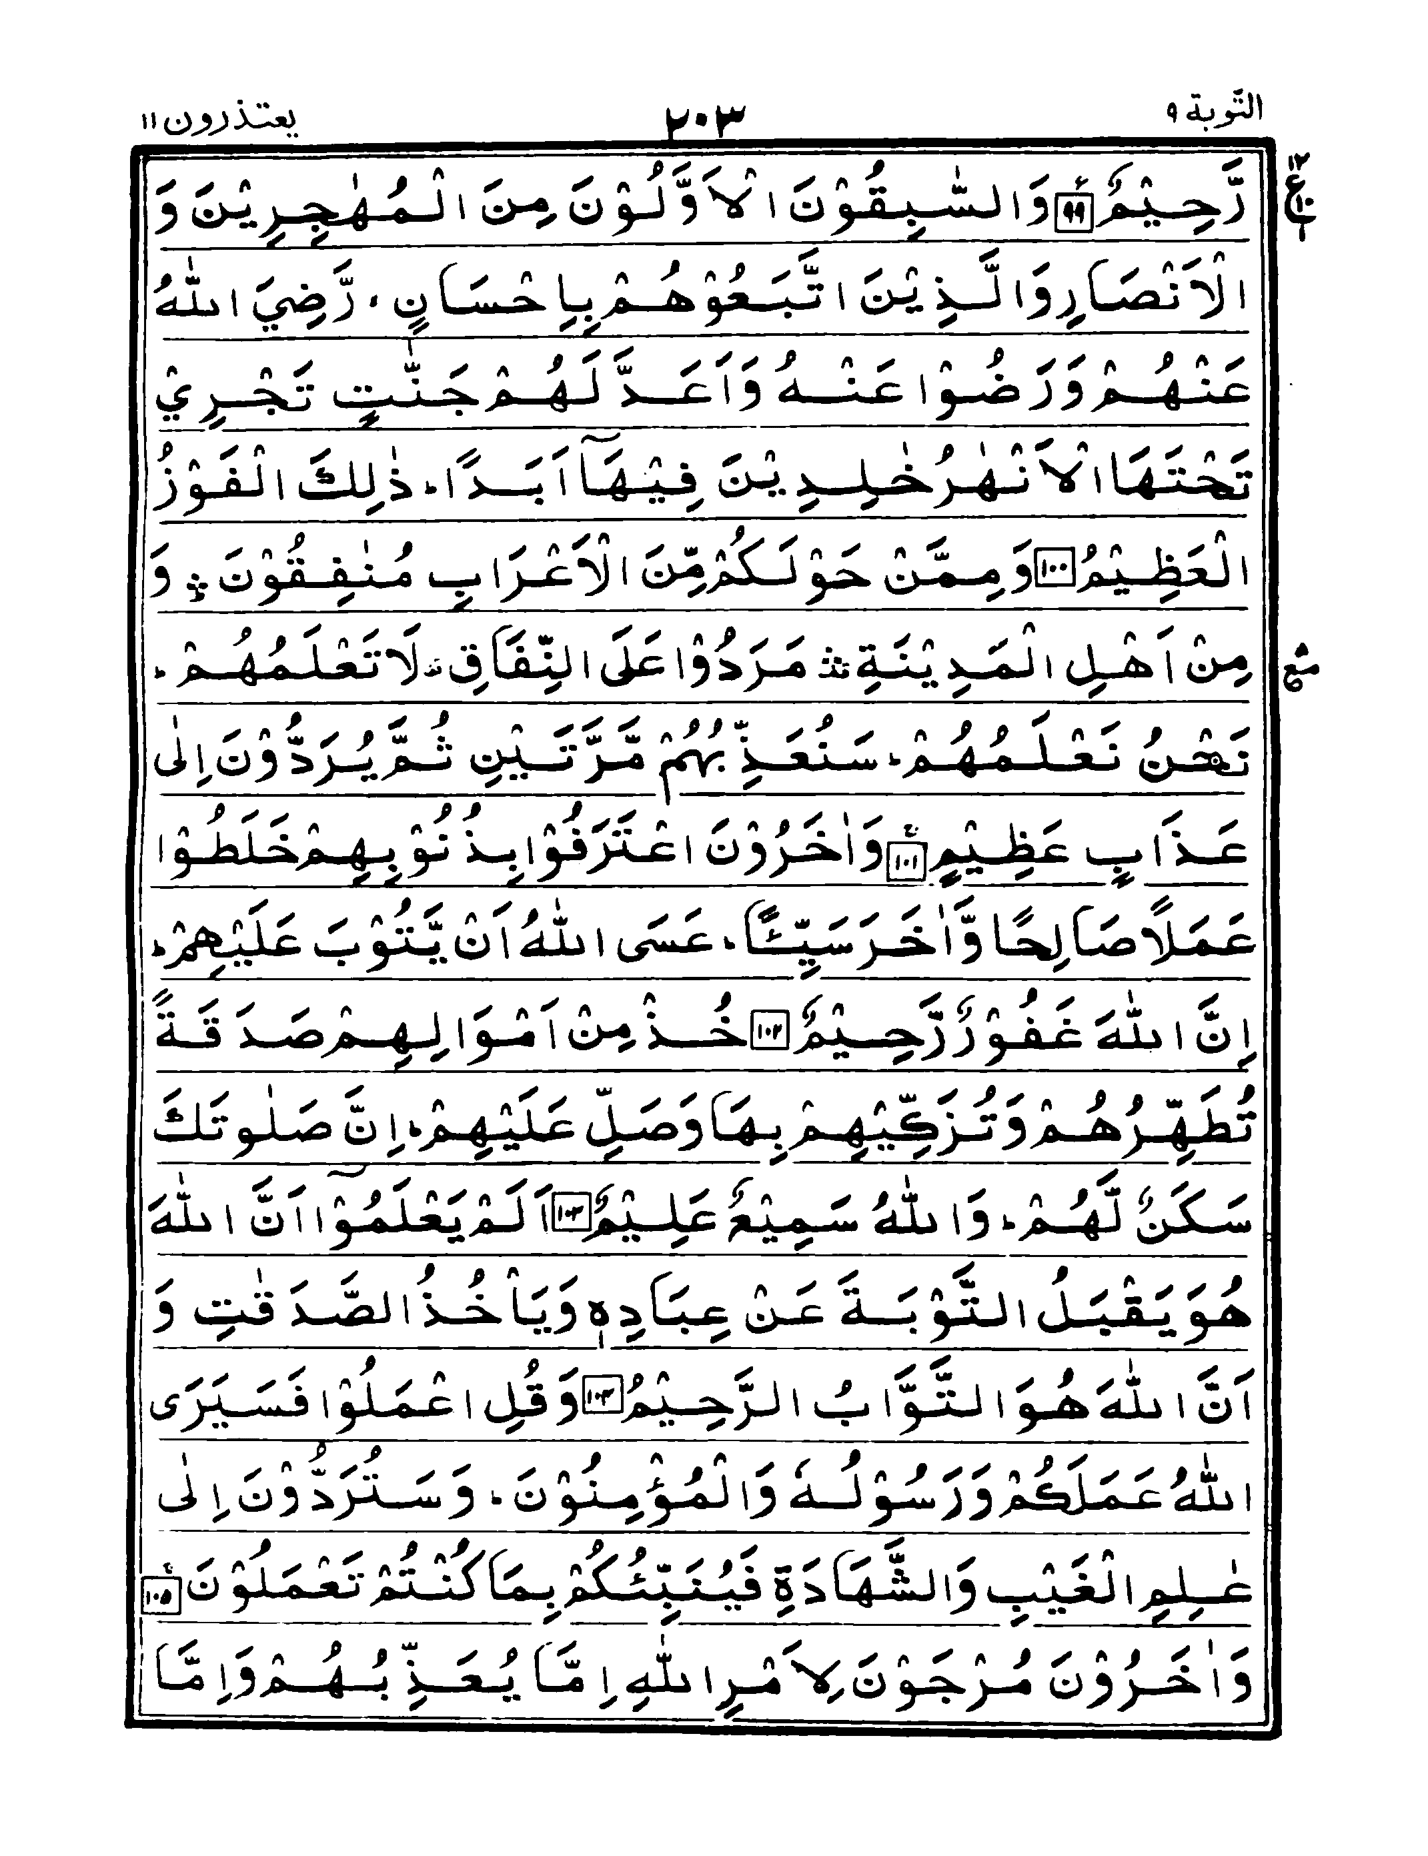 التّوبة ٩
٢٠٣
يعتذرون ١١
رَّحِيْمٌ ٩٩ وَالسّٰبِقُوْنَ الْاَوَّلُوْنَ مِنَ الْمُهٰجِرِيْنَ وَ
الْاَنْصَارِ وَالَّذِيْنَ اتَّبَعُوْهُمْ بِاِحْسَانٍ ۙ رَّضِيَ اللّٰهُ
عَنْهُمْ وَرَضُوْا عَنْهُ وَاَعَدَّ لَهُمْ جَنّٰتٍ تَجْرِيْ
تَحْتَهَا الْاَنْهٰرُ خٰلِدِيْنَ فِيْهَآ اَبَدًا ؕ ذٰلِكَ الْفَوْزُ
الْعَظِيْمُ ١٠٠ وَمِمَّنْ حَوْلَكُمْ مِّنَ الْاَعْرَابِ مُنٰفِقُوْنَ ۛ وَ
مِنْ اَهْلِ الْمَدِيْنَةِ ۛ مَرَدُوْا عَلَى النِّفَاقِ ۫ لَا تَعْلَمُهُمْ ؕ
نَحْنُ نَعْلَمُهُمْ ؕ سَنُعَذِّبُهُمْ مَّرَّتَيْنِ ثُمَّ يُرَدُّوْنَ اِلٰى
عَذَابٍ عَظِيْمٍ ١٠١ وَاٰخَرُوْنَ اعْتَرَفُوْا بِذُنُوْبِهِمْ خَلَطُوْا
عَمَلًا صَالِحًا وَّاٰخَرَ سَيِّئًا ؕ عَسَى اللّٰهُ اَنْ يَّتُوْبَ عَلَيْهِمْ ؕ
اِنَّ اللّٰهَ غَفُوْرٌ رَّحِيْمٌ ١٠٢ خُذْ مِنْ اَمْوَالِهِمْ صَدَقَةً
تُطَهِّرُهُمْ وَتُزَكِّيْهِمْ بِهَا وَصَلِّ عَلَيْهِمْ ؕ اِنَّ صَلٰوتَكَ
سَكَنٌ لَّهُمْ ؕ وَاللّٰهُ سَمِيْعٌ عَلِيْمٌ ١٠٣ اَلَمْ يَعْلَمُوْۤا اَنَّ اللّٰهَ
هُوَ يَقْبَلُ التَّوْبَةَ عَنْ عِبَادِهٖ وَيَاْخُذُ الصَّدَقٰتِ وَ
اَنَّ اللّٰهَ هُوَ التَّوَّابُ الرَّحِيْمُ ١٠٤ وَقُلِ اعْمَلُوْا فَسَيَرَى
اللّٰهُ عَمَلَكُمْ وَرَسُوْلُهٗ وَالْمُؤْمِنُوْنَ ؕ وَسَتُرَدُّوْنَ اِلٰى
عٰلِمِ الْغَيْبِ وَالشَّهَادَةِ فَيُنَبِّئُكُمْ بِمَا كُنْتُمْ تَعْمَلُوْنَ ١٠٥
وَاٰخَرُوْنَ مُرْجَوْنَ لِاَمْرِ اللّٰهِ اِمَّا يُعَذِّبُهُمْ وَاِمَّا